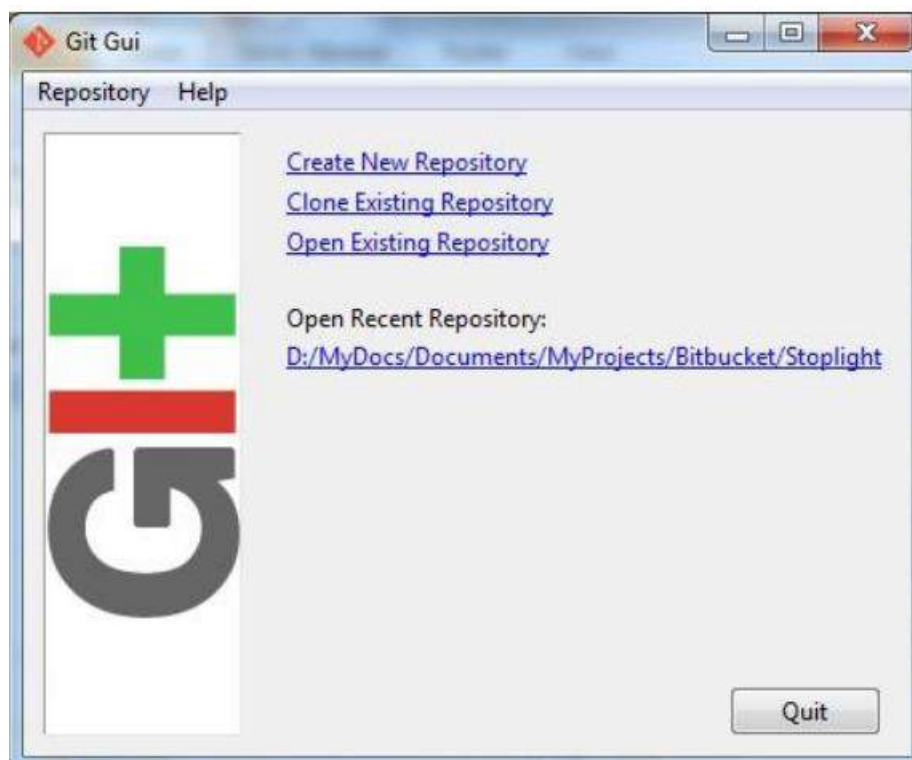 Git Gui
Repository Help
Create New Repository
Clone Existing Repository
Open Existing Repository
Open Recent Repository:
D:/MyDocs/Documents/MyProjects/Bitbucket/Stoplight
GIt
Quit